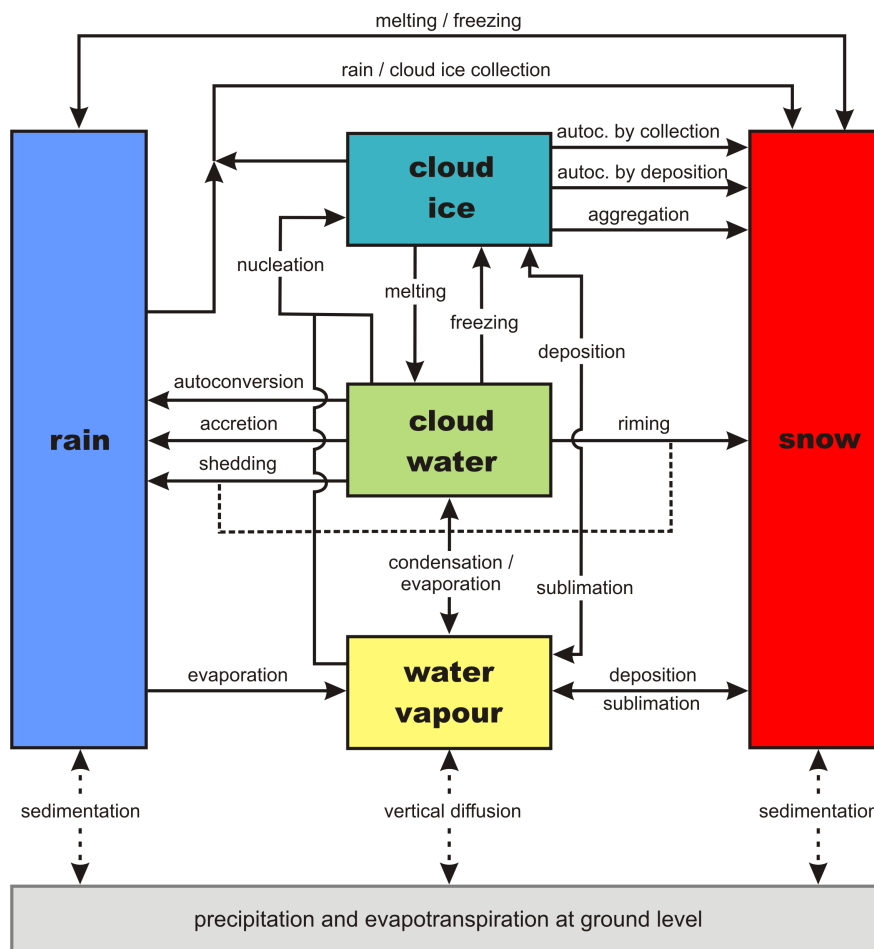 melting / freezing
rain / cloud ice collection
autoc. by collection
cloud
ice
autoc. by deposition
aggregation
nucleation
melting
freezing
deposition
autoconversion
rain
accretion
shedding
cloud
water
riming
snow
condensation /
evaporation
sublimation
evaporation
water
vapour
deposition
sublimation
sedimentation
vertical diffusion
sedimentation
precipitation and evapotranspiration at ground level